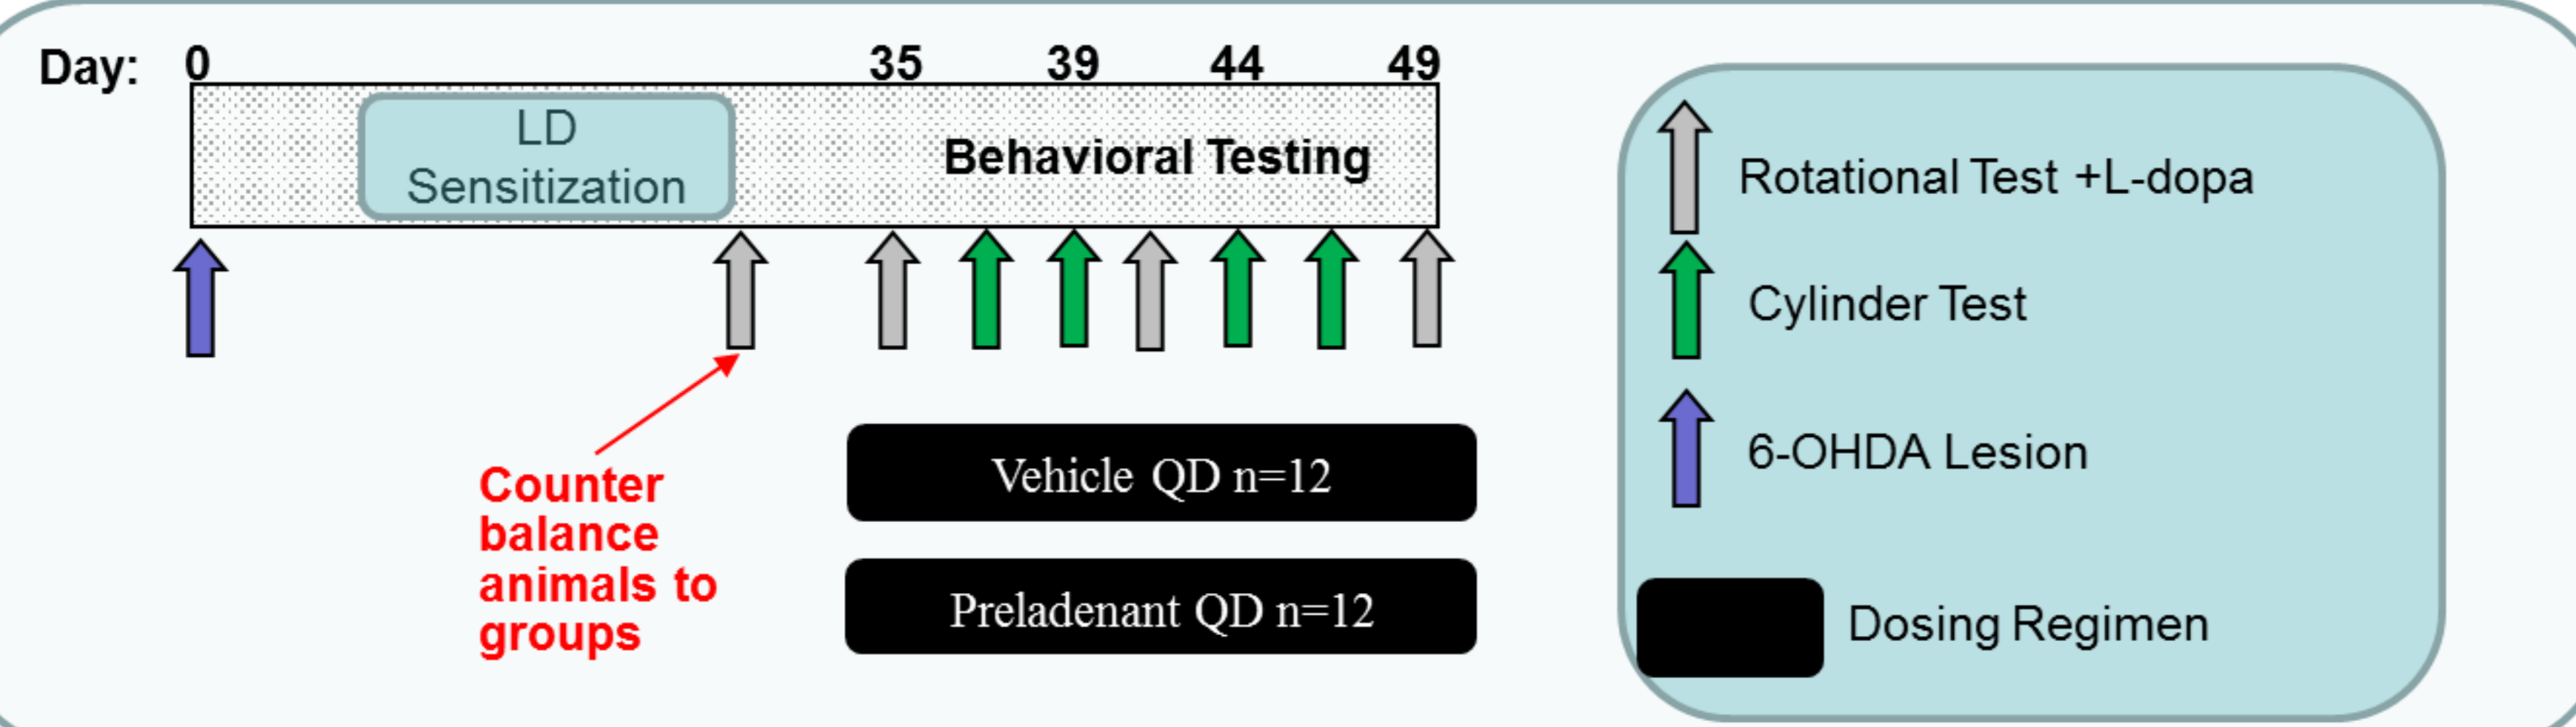 Day: 0 35 39 44 49
LD
Sensitization
Behavioral Testing
Counter
balance
animals to
groups
Vehicle QD n=12
Preladenant QD n=12
Rotational Test +L-dopa
Cylinder Test
6-OHDA Lesion
Dosing Regimen